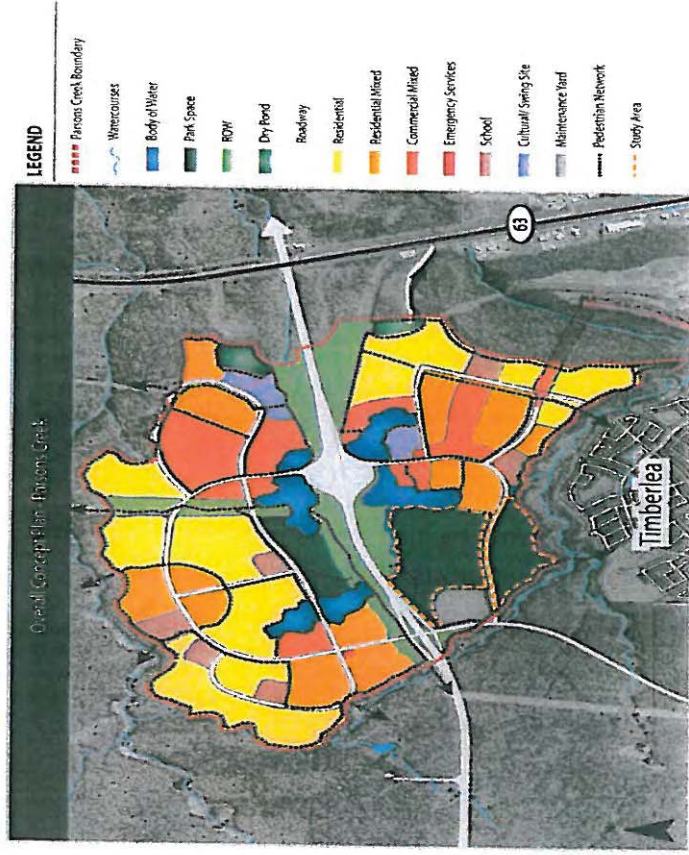 Overall Concept Plan - Parsons Creek
LEGEND
Parsons Creek Boundary
Watercourses
Body of Water
Park Space
ROW
Dry Pond
Roadway
Residential
Residential Mixed
Commercial Mixed
Emergency Services
School
Cultural/ Swing Site
Maintenance Yard
Pedestrian Network
Study Area
63
Timberlea